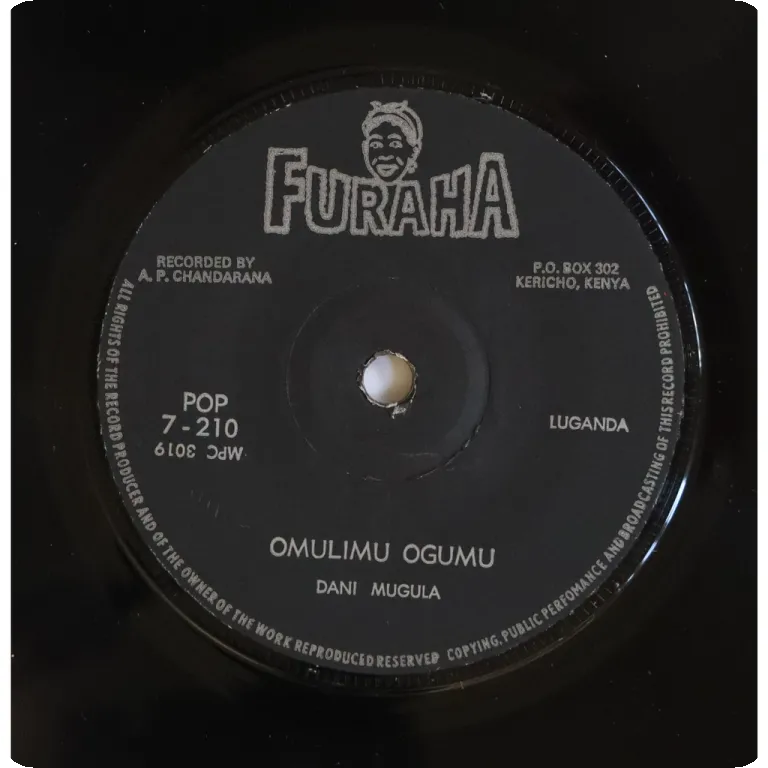 FURAHA
RECORDED BY
A. P. CHANDARANA
P.O. BOX 302
KERICHO, KENYA
POP
7-210
MPC 3019
LUGANDA
OMULIMU OGUMU
DANI MUGULA
ALL RIGHTS OF THE RECORD PRODUCER AND OF THE OWNER OF THE WORK REPRODUCED RESERVED COPYING, PUBLIC PERFOMANCE AND BROADCASTING OF THIS RECORD PROHIBITED